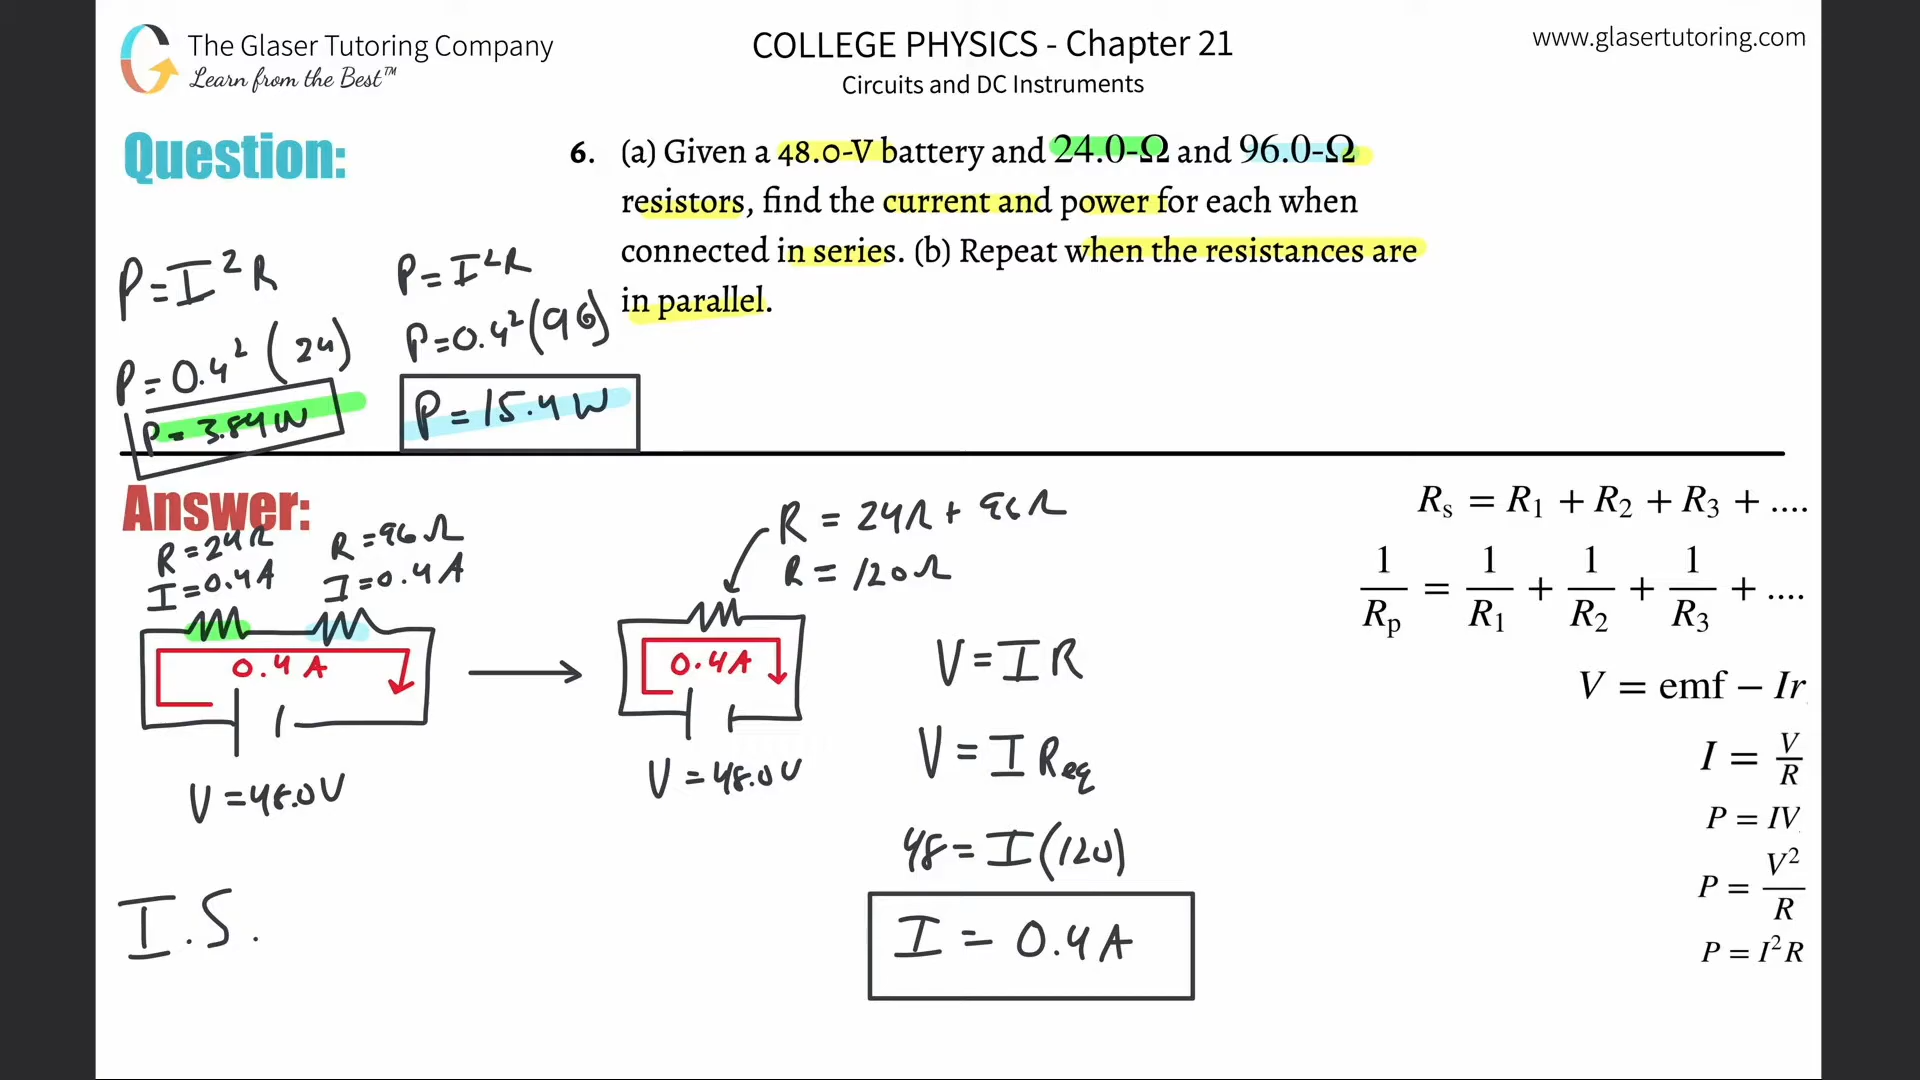 The Glaser Tutoring Company
Learn from the Best™
COLLEGE PHYSICS - Chapter 21
Circuits and DC Instruments
www.glasertutoring.com
Question:
6. (a) Given a 48.0-V battery and 24.0-Ω and 96.0-Ω
resistors, find the current and power for each when
connected in series. (b) Repeat when the resistances are
in parallel.
P=I²R
P=0.4²(24)
P=3.84W
P=I²R
P=0.4²(96)
P=15.4W
Answer:
R=24Ω
I=0.4A
R=96Ω
I=0.4A
0.4A
V=48.0V
I.S.
R=24Ω+96Ω
R=120Ω
0.4A
V=48.0V
V=IR
V=IReq
48=I(120)
I=0.4A
Rs = R1 + R2 + R3 + ....
1/Rp = 1/R1 + 1/R2 + 1/R3 + ....
V = emf − Ir
I = V/R
P = IV
P = V²/R
P = I²R